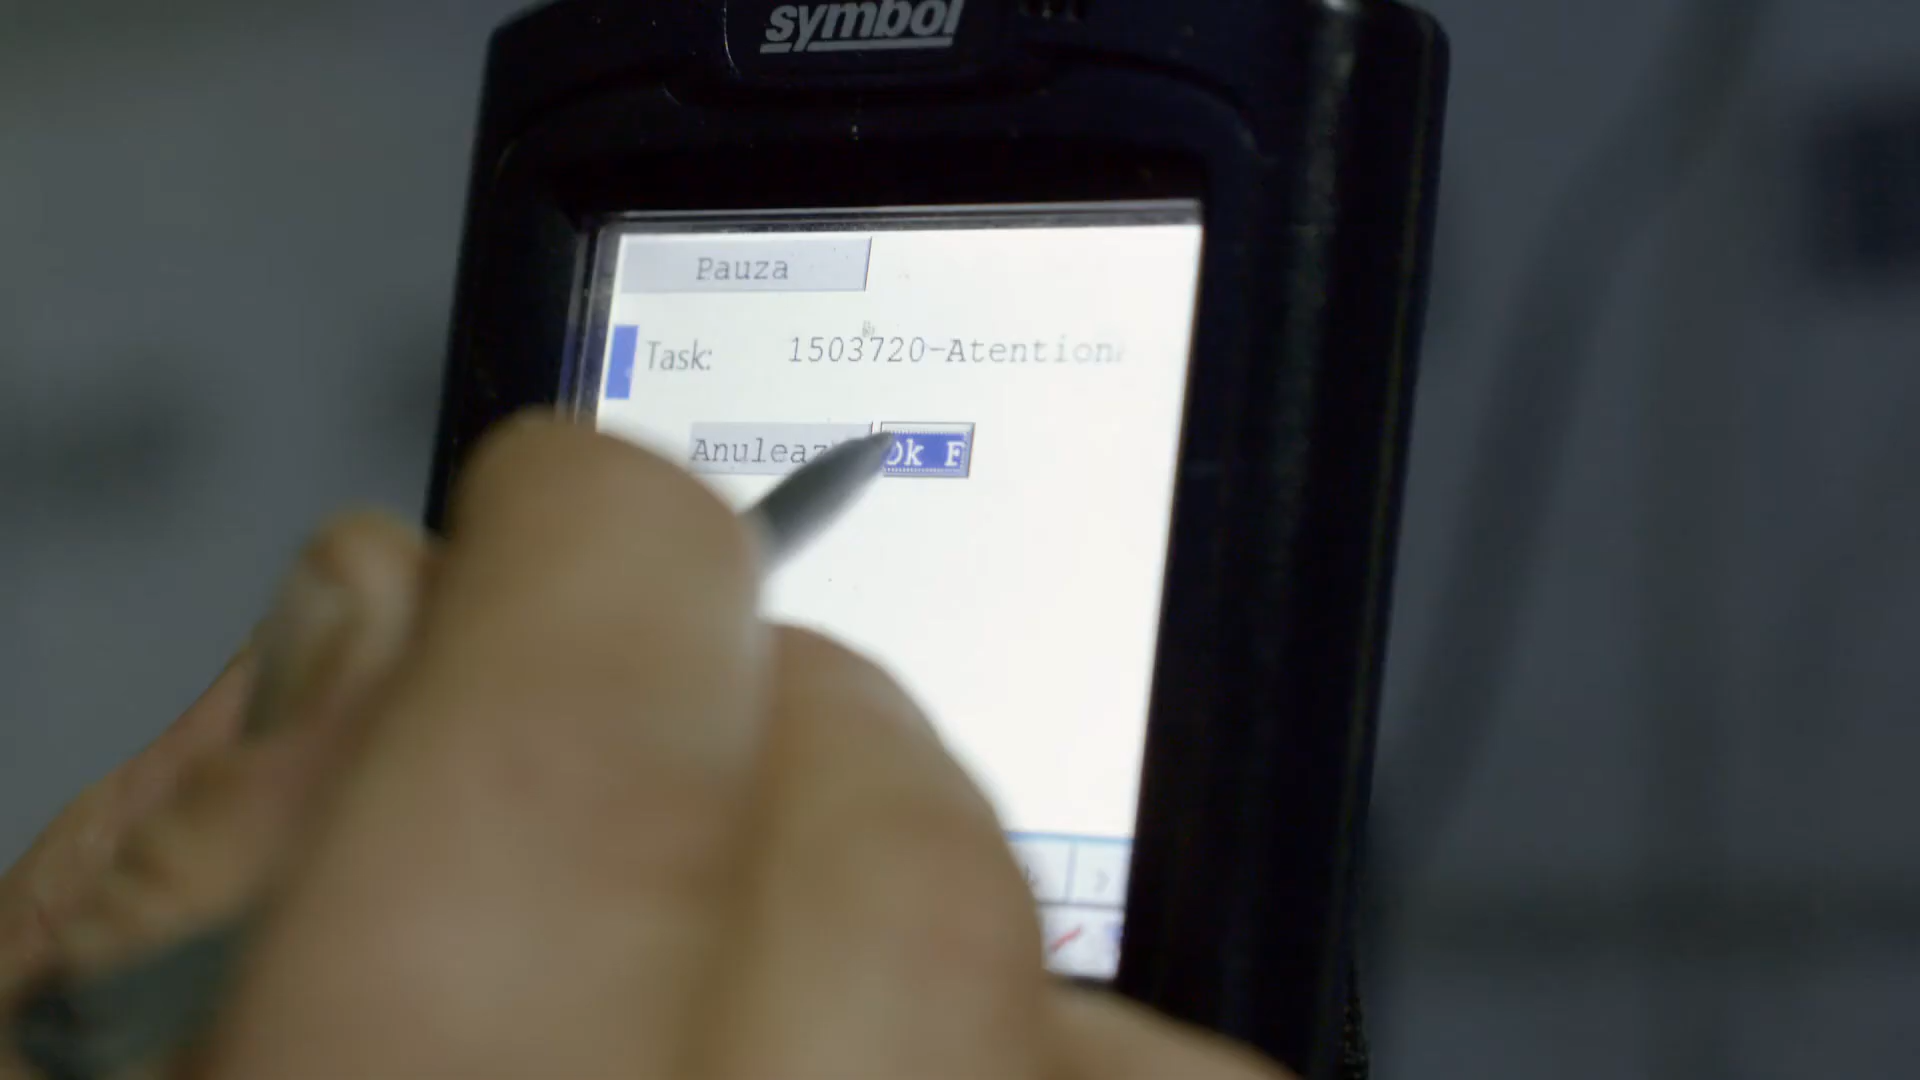 symbol
Pauza
Task: 1503720-Atention
Anulea
Ok F
>